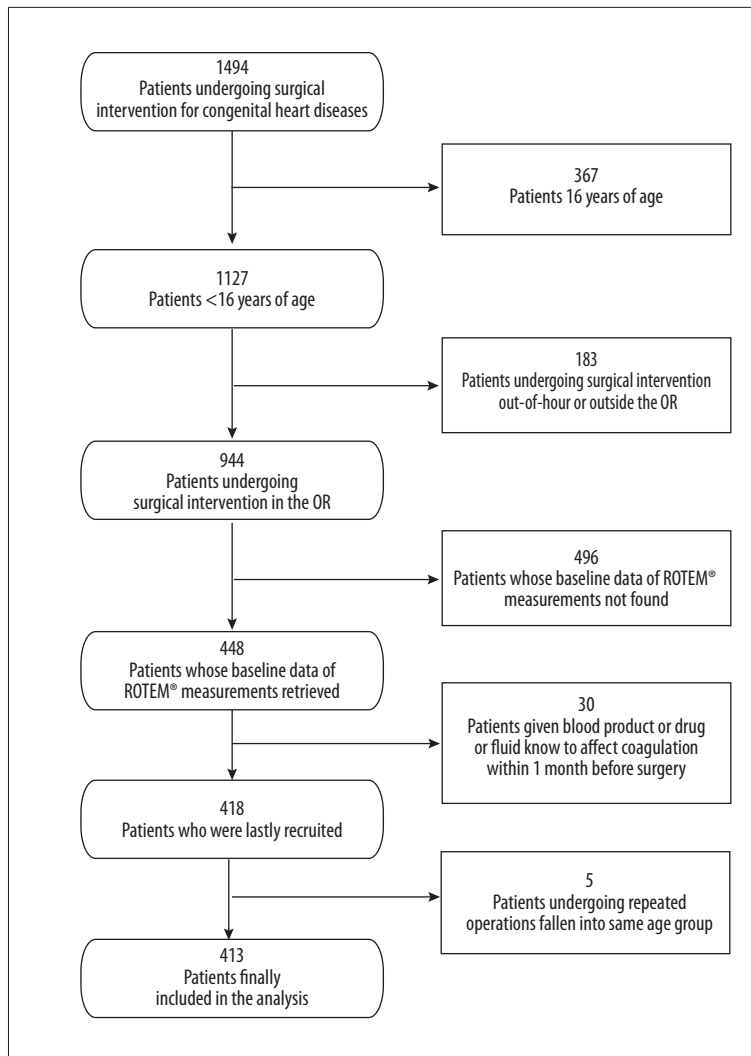 1494
Patients undergoing surgical
intervention for congenital heart diseases
367
Patients 16 years of age
1127
Patients <16 years of age
183
Patients undergoing surgical intervention
out-of-hour or outside the OR
944
Patients undergoing
surgical intervention in the OR
496
Patients whose baseline data of ROTEM®
measurements not found
448
Patients whose baseline data of
ROTEM® measurements retrieved
30
Patients given blood product or drug
or fluid know to affect coagulation
within 1 month before surgery
418
Patients who were lastly recruited
5
Patients undergoing repeated
operations fallen into same age group
413
Patients finally
included in the analysis